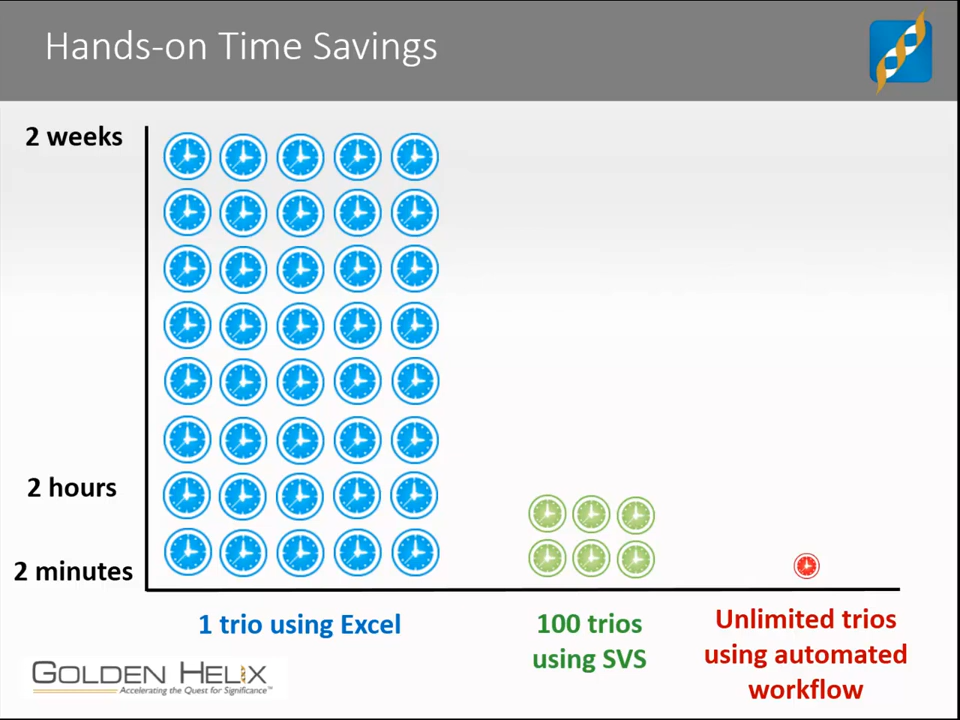 Hands-on Time Savings
2 weeks
2 hours
2 minutes
1 trio using Excel
100 trios
using SVS
Unlimited trios
using automated
workflow
GOLDEN HELIX
Accelerating the Quest for Significance™